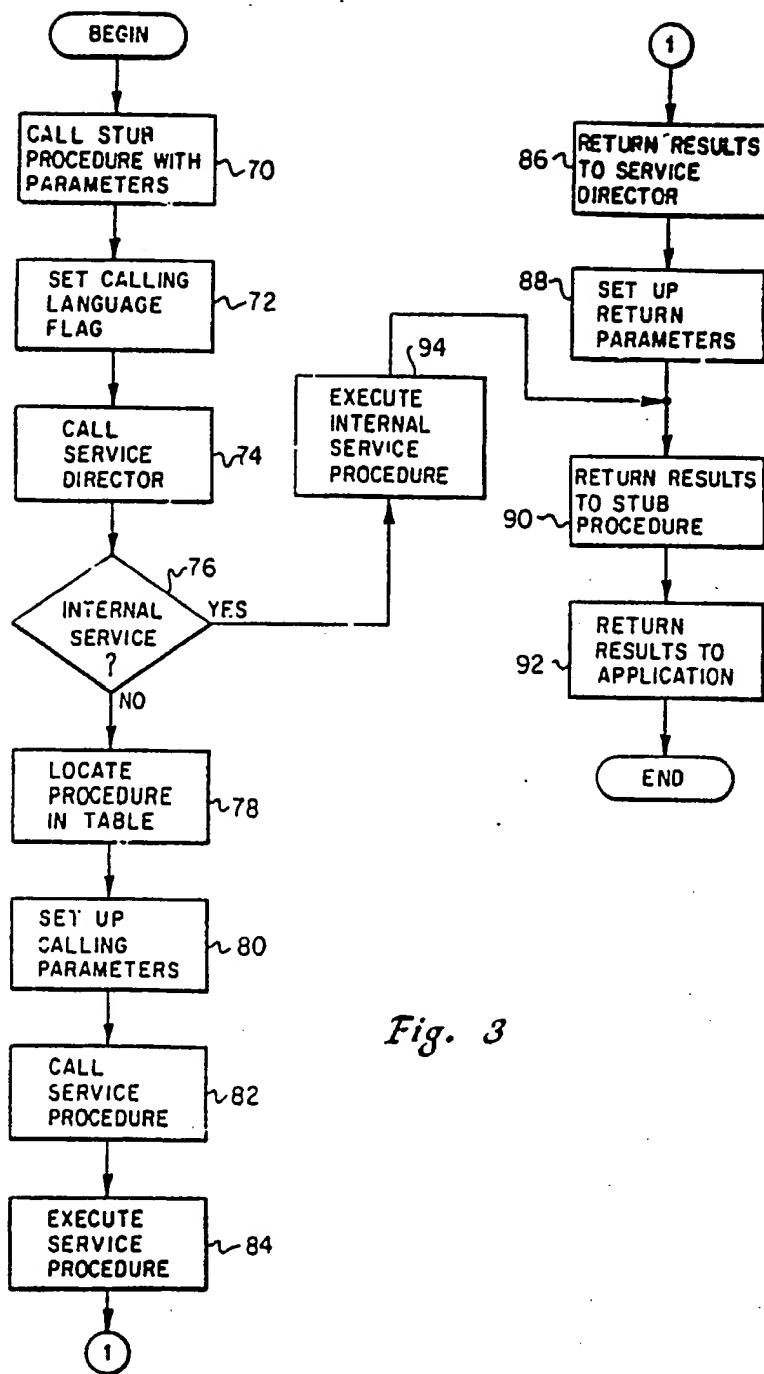 BEGIN
CALL STUB
PROCEDURE WITH
PARAMETERS
70
SET CALLING
LANGUAGE
FLAG
72
CALL
SERVICE
DIRECTOR
74
76
INTERNAL
SERVICE
?
YES
NO
94
EXECUTE
INTERNAL
SERVICE
PROCEDURE
LOCATE
PROCEDURE
IN TABLE
78
SET UP
CALLING
PARAMETERS
80
CALL
SERVICE
PROCEDURE
82
EXECUTE
SERVICE
PROCEDURE
84
1
1
RETURN RESULTS
TO SERVICE
DIRECTOR
86
SET UP
RETURN
PARAMETERS
88
RETURN RESULTS
TO STUB
PROCEDURE
90
RETURN
RESULTS TO
APPLICATION
92
END
Fig. 3